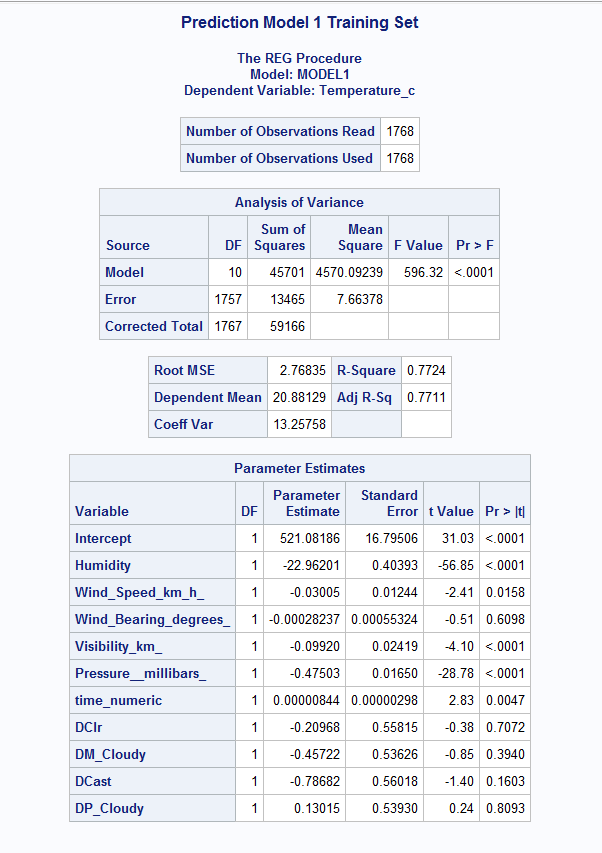 Prediction Model 1 Training Set
The REG Procedure
Model: MODEL1
Dependent Variable: Temperature_c
Number of Observations Read 1768
Number of Observations Used 1768
Analysis of Variance
Source DF Sum of Squares Mean Square F Value Pr > F
Model 10 45701 4570.09239 596.32 <.0001
Error 1757 13465 7.66378
Corrected Total 1767 59166
Root MSE 2.76835 R-Square 0.7724
Dependent Mean 20.88129 Adj R-Sq 0.7711
Coeff Var 13.25758
Parameter Estimates
Variable DF Parameter Estimate Standard Error t Value Pr > |t|
Intercept 1 521.08186 16.79506 31.03 <.0001
Humidity 1 -22.96201 0.40393 -56.85 <.0001
Wind_Speed_km_h_ 1 -0.03005 0.01244 -2.41 0.0158
Wind_Bearing_degrees_ 1 -0.00028237 0.00055324 -0.51 0.6098
Visibility_km_ 1 -0.09920 0.02419 -4.10 <.0001
Pressure__millibars_ 1 -0.47503 0.01650 -28.78 <.0001
time_numeric 1 0.00000844 0.00000298 2.83 0.0047
DClr 1 -0.20968 0.55815 -0.38 0.7072
DM_Cloudy 1 -0.45722 0.53626 -0.85 0.3940
DCast 1 -0.78682 0.56018 -1.40 0.1603
DP_Cloudy 1 0.13015 0.53930 0.24 0.8093